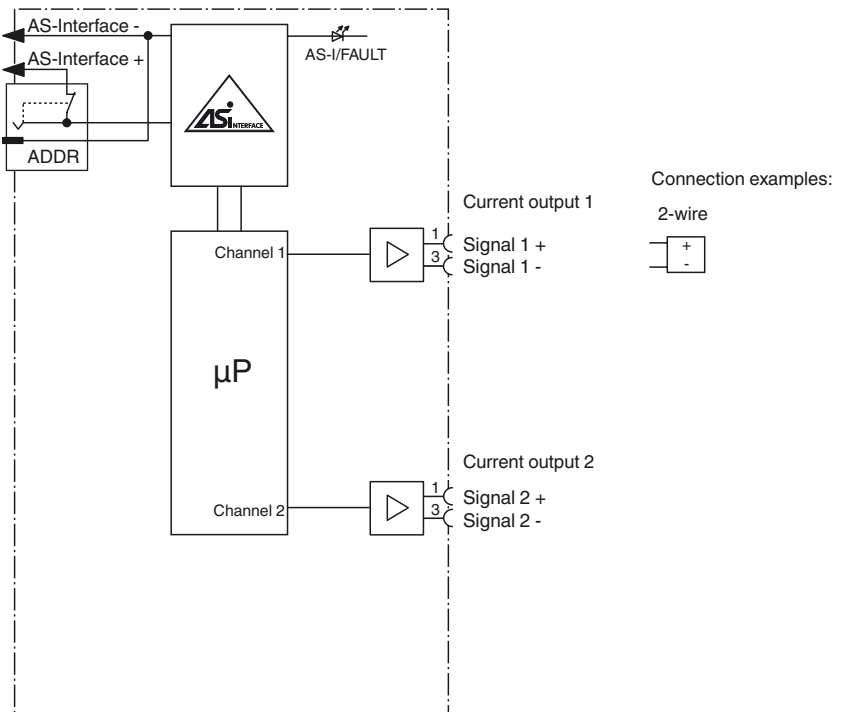 AS-Interface -
AS-Interface +
ADDR
AS-I/FAULT
ASi INTERFACE
Channel 1
µP
Channel 2
Current output 1
1 Signal 1 +
3 Signal 1 -
Current output 2
1 Signal 2 +
3 Signal 2 -
Connection examples:
2-wire
+
-